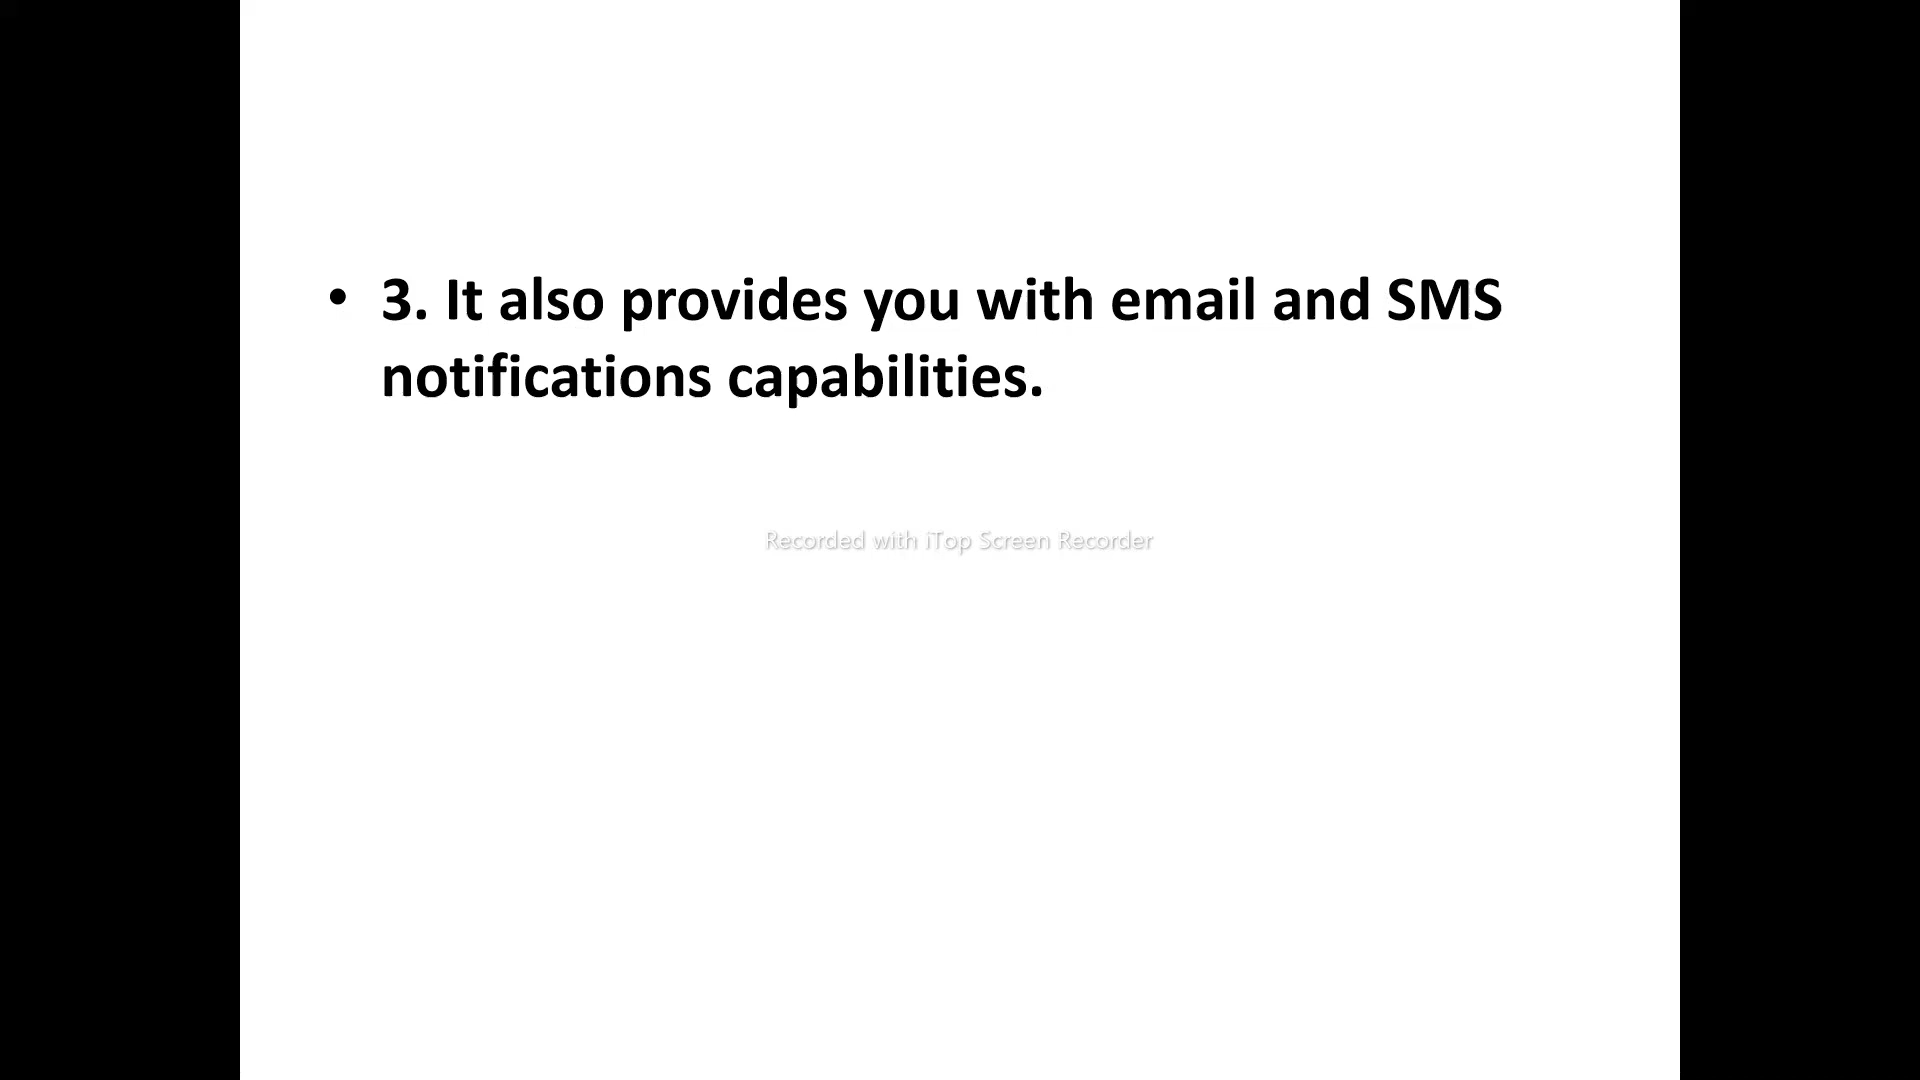 • 3. It also provides you with email and SMS
notifications capabilities.
Recorded with iTop Screen Recorder